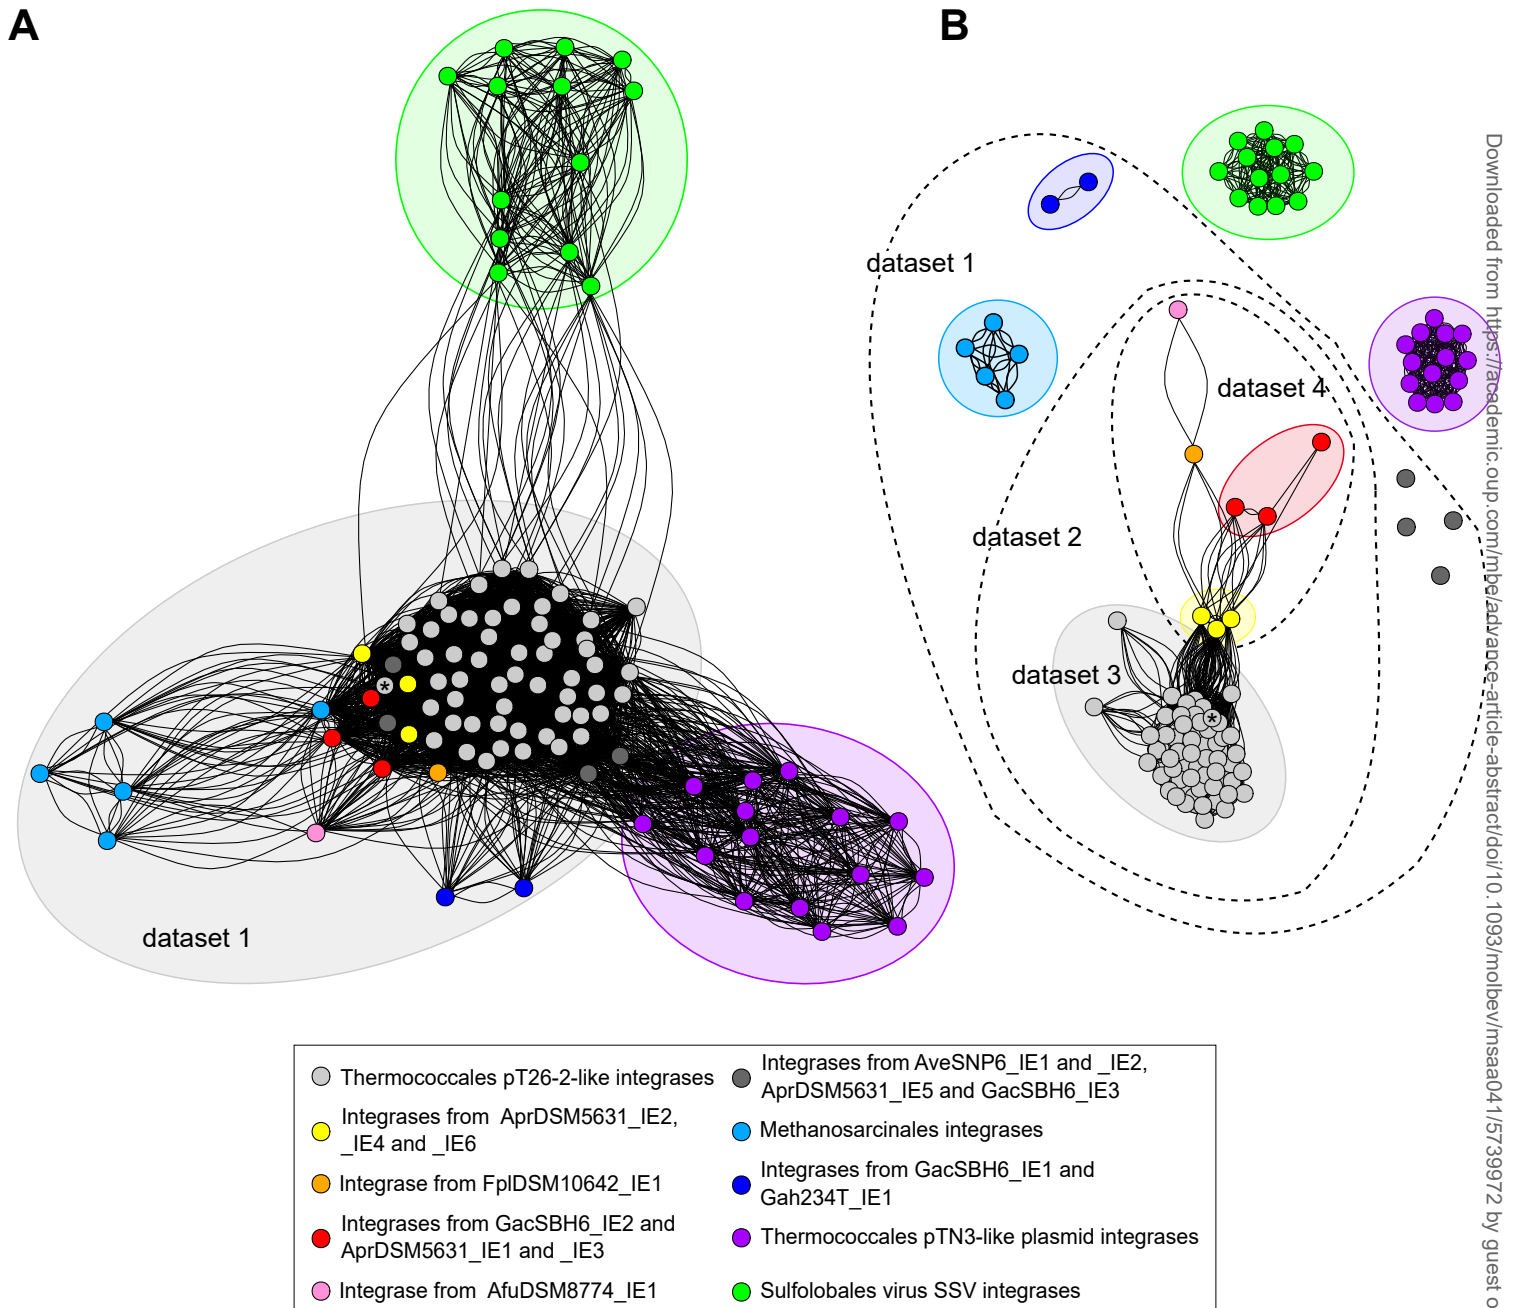 A
B
dataset 1
dataset 4
dataset 2
dataset 3
*
*
dataset 1
Thermococcales pT26-2-like integrases
Integrases from AprDSM5631_IE2,
_IE4 and _IE6
Integrase from FplDSM10642_IE1
Integrases from GacSBH6_IE2 and
AprDSM5631_IE1 and _IE3
Integrase from AfuDSM8774_IE1
Integrases from AveSNP6_IE1 and _IE2,
AprDSM5631_IE5 and GacSBH6_IE3
Methanosarcinales integrases
Integrases from GacSBH6_IE1 and
Gah234T_IE1
Thermococcales pTN3-like plasmid integrases
Sulfolobales virus SSV integrases
Downloaded from https://academic.oup.com/mbe/advance-article-abstract/doi/10.1093/molbev/msaa041/5739972 by guest o